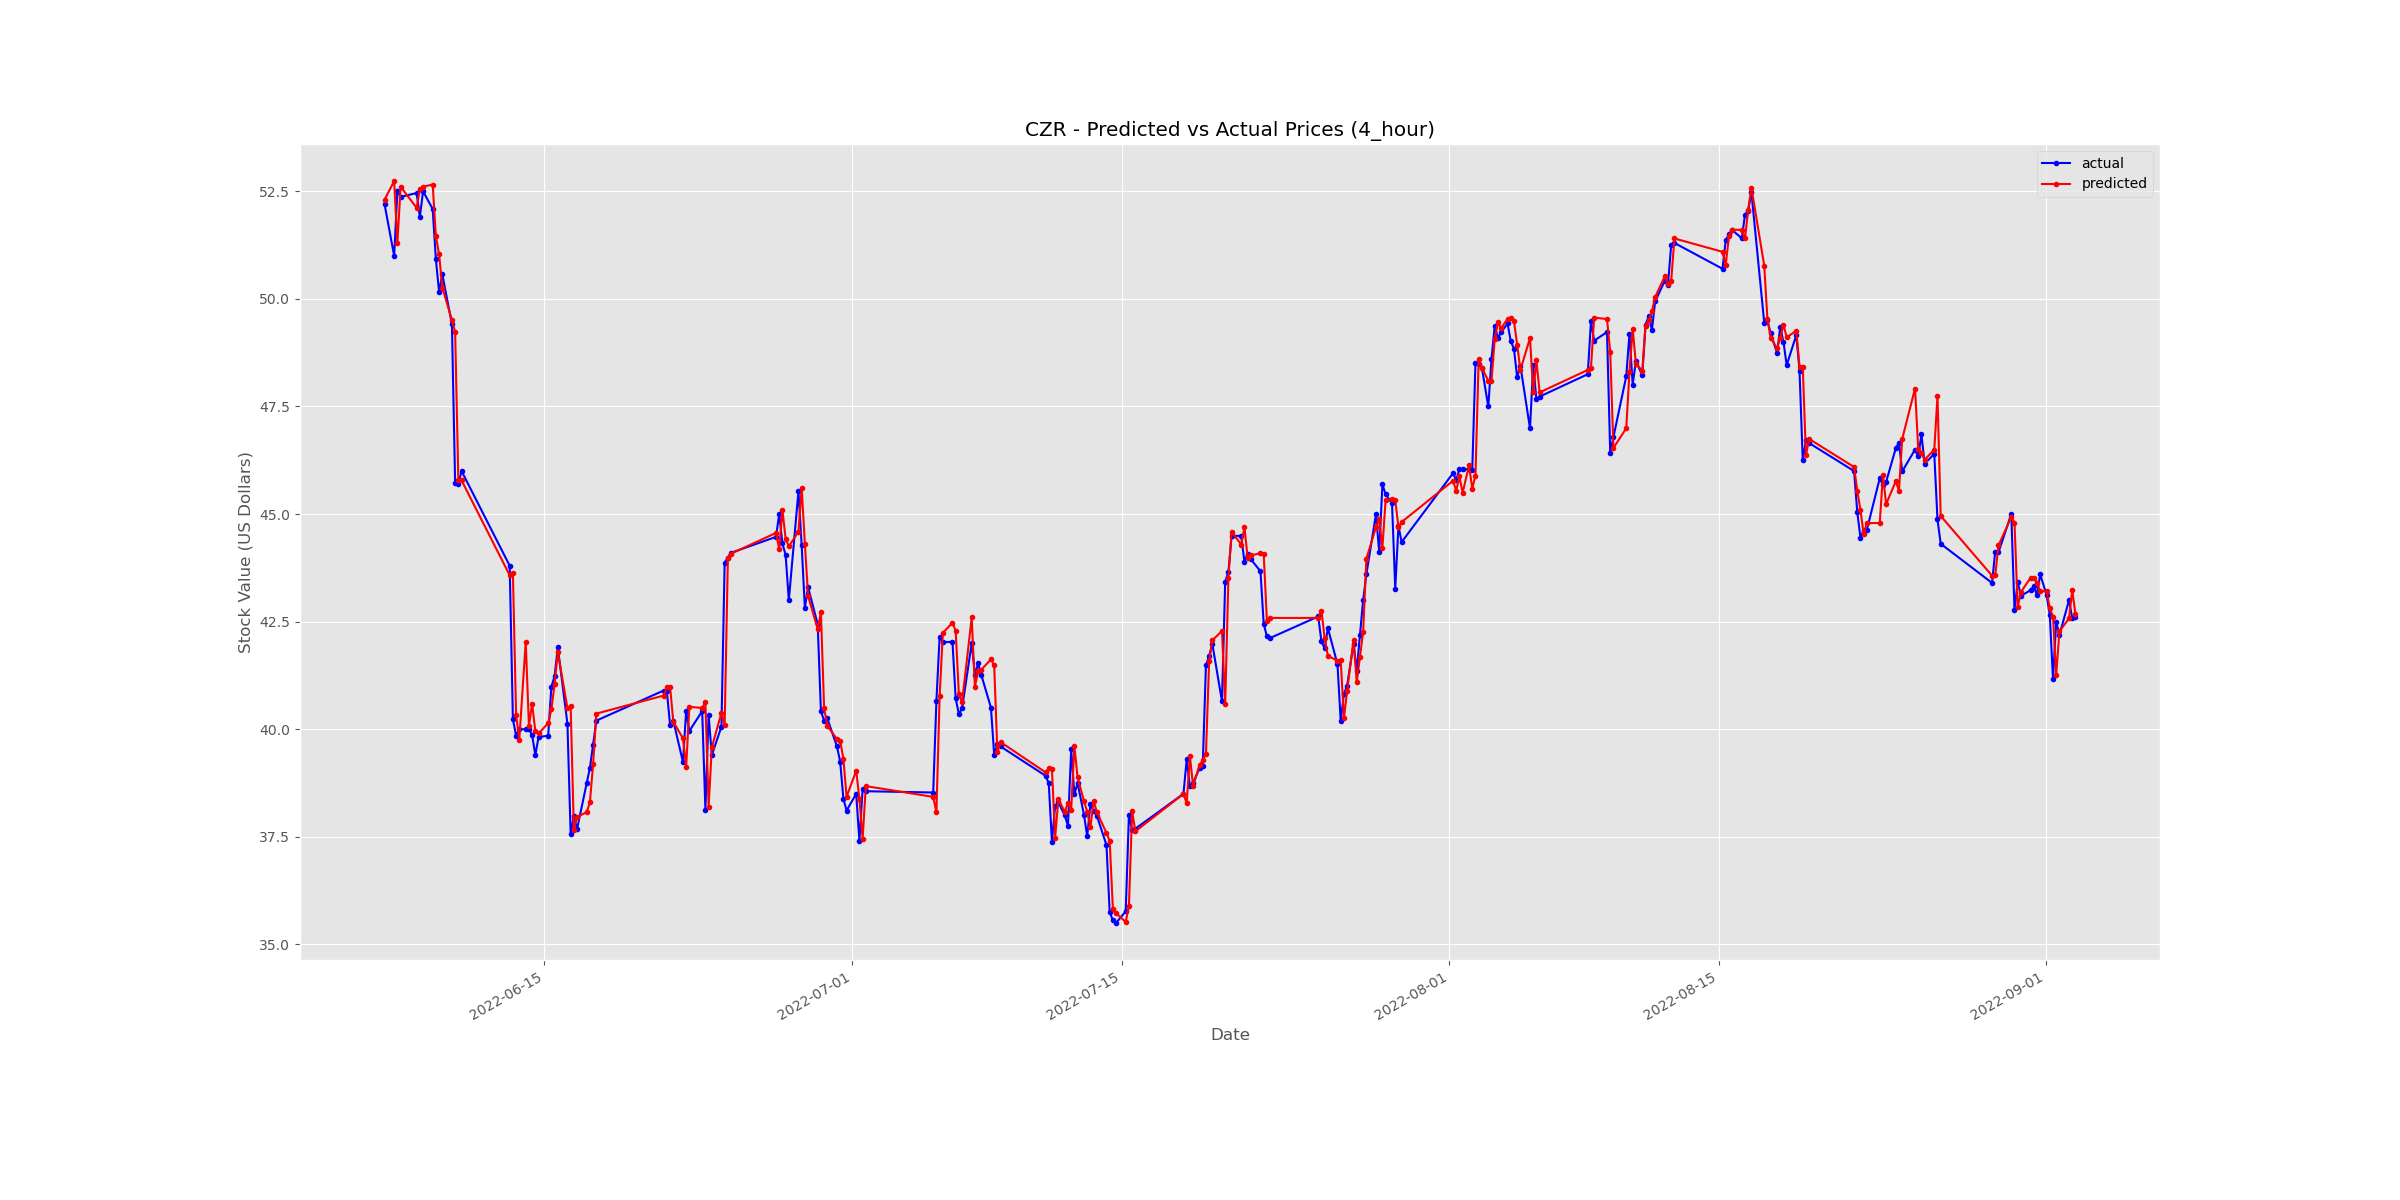 CZR - Predicted vs Actual Prices (4_hour)
actual
predicted
Stock Value (US Dollars)
52.5
50.0
47.5
45.0
42.5
40.0
37.5
35.0
2022-06-15
2022-07-01
2022-07-15
2022-08-01
2022-08-15
2022-09-01
Date